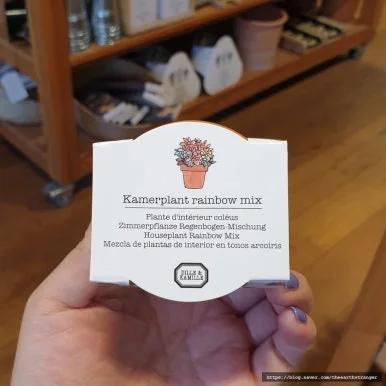 Kamerplant rainbow mix
Plante d'intérieur coléus
Zimmerpflanze Regenbogen-Mischung
Houseplant Rainbow Mix
Mezcla de plantas de interior en tonos arcoiris
DILLE &
KAMILLE
https://blog.naver.com/theearthstranger